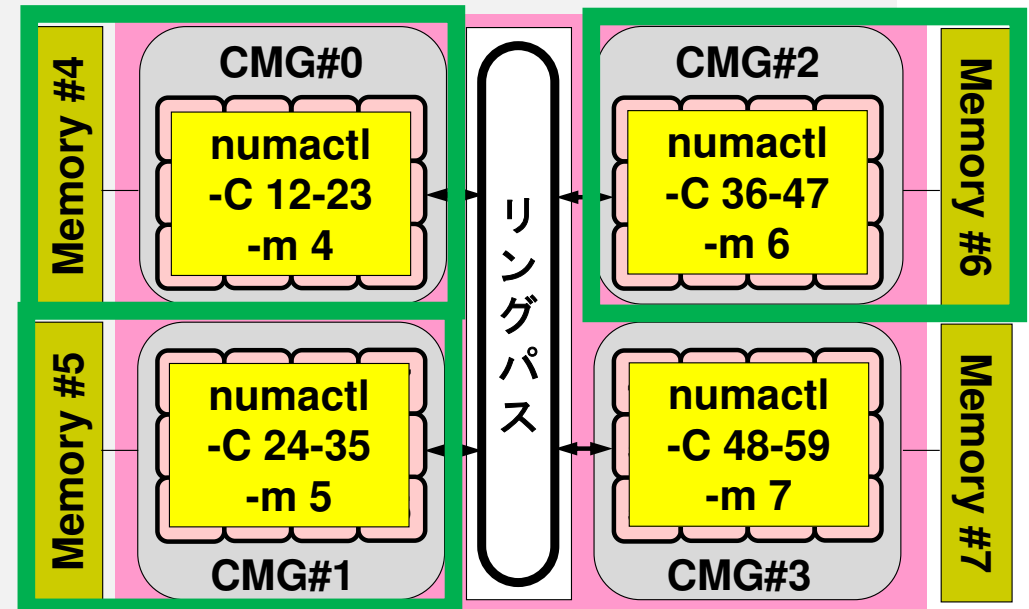 Memory #4
CMG#0
numactl
-C 12-23
-m 4
リングパス
CMG#2
numactl
-C 36-47
-m 6
Memory #6
Memory #5
numactl
-C 24-35
-m 5
CMG#1
numactl
-C 48-59
-m 7
CMG#3
Memory #7